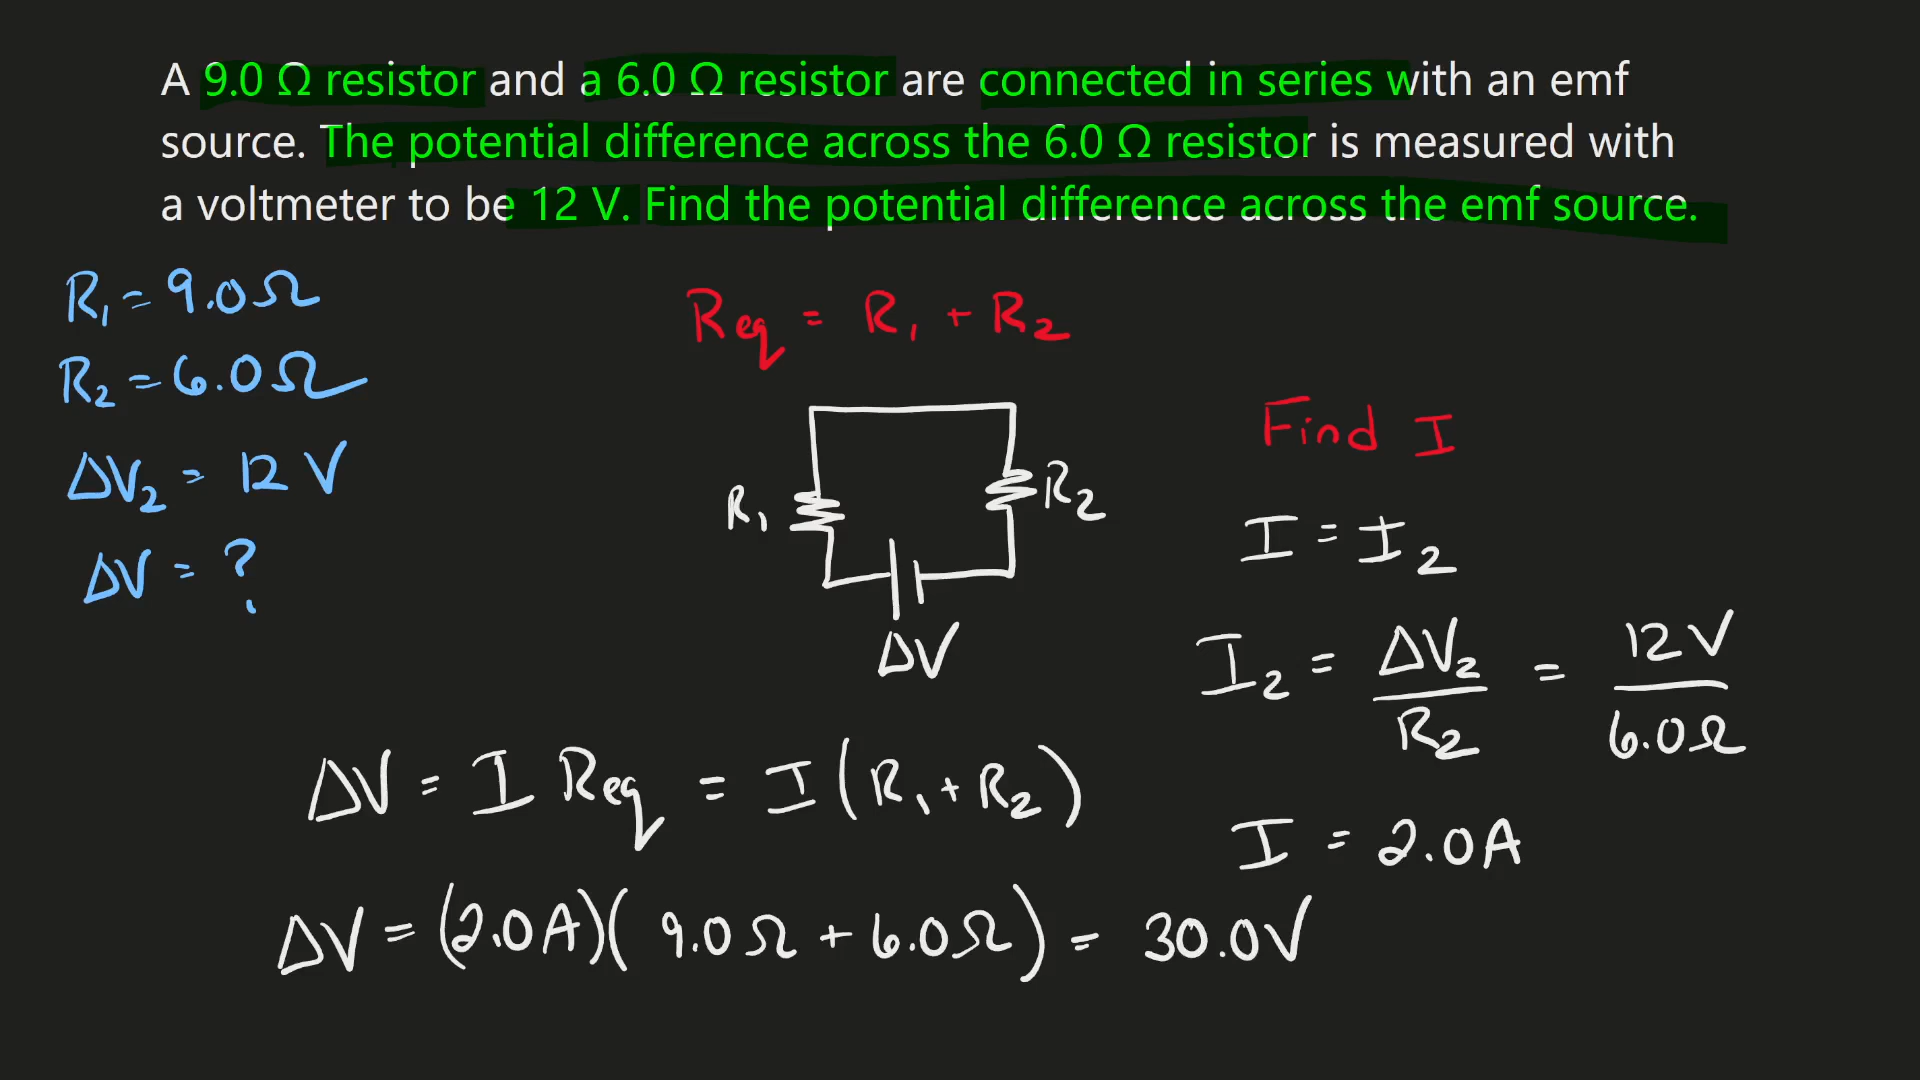 A 9.0 Ω resistor and a 6.0 Ω resistor are connected in series with an emf
source. The potential difference across the 6.0 Ω resistor is measured with
a voltmeter to be 12 V. Find the potential difference across the emf source.
R₁ = 9.0Ω
R₂ = 6.0Ω
ΔV₂ = 12 V
ΔV = ?
Req = R₁ + R₂
R₁
R₂
ΔV
Find I
I = I₂
I₂ = ΔV₂/R₂ = 12V/6.0Ω
I = 2.0A
ΔV = I Req = I(R₁+R₂)
ΔV = (2.0A)(9.0Ω + 6.0Ω) = 30.0V